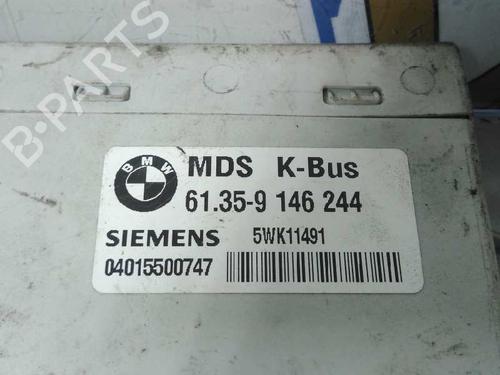 B-PARTS
BMW
MDS K-Bus
61.35-9 146 244
SIEMENS 5WK11491
04015500747